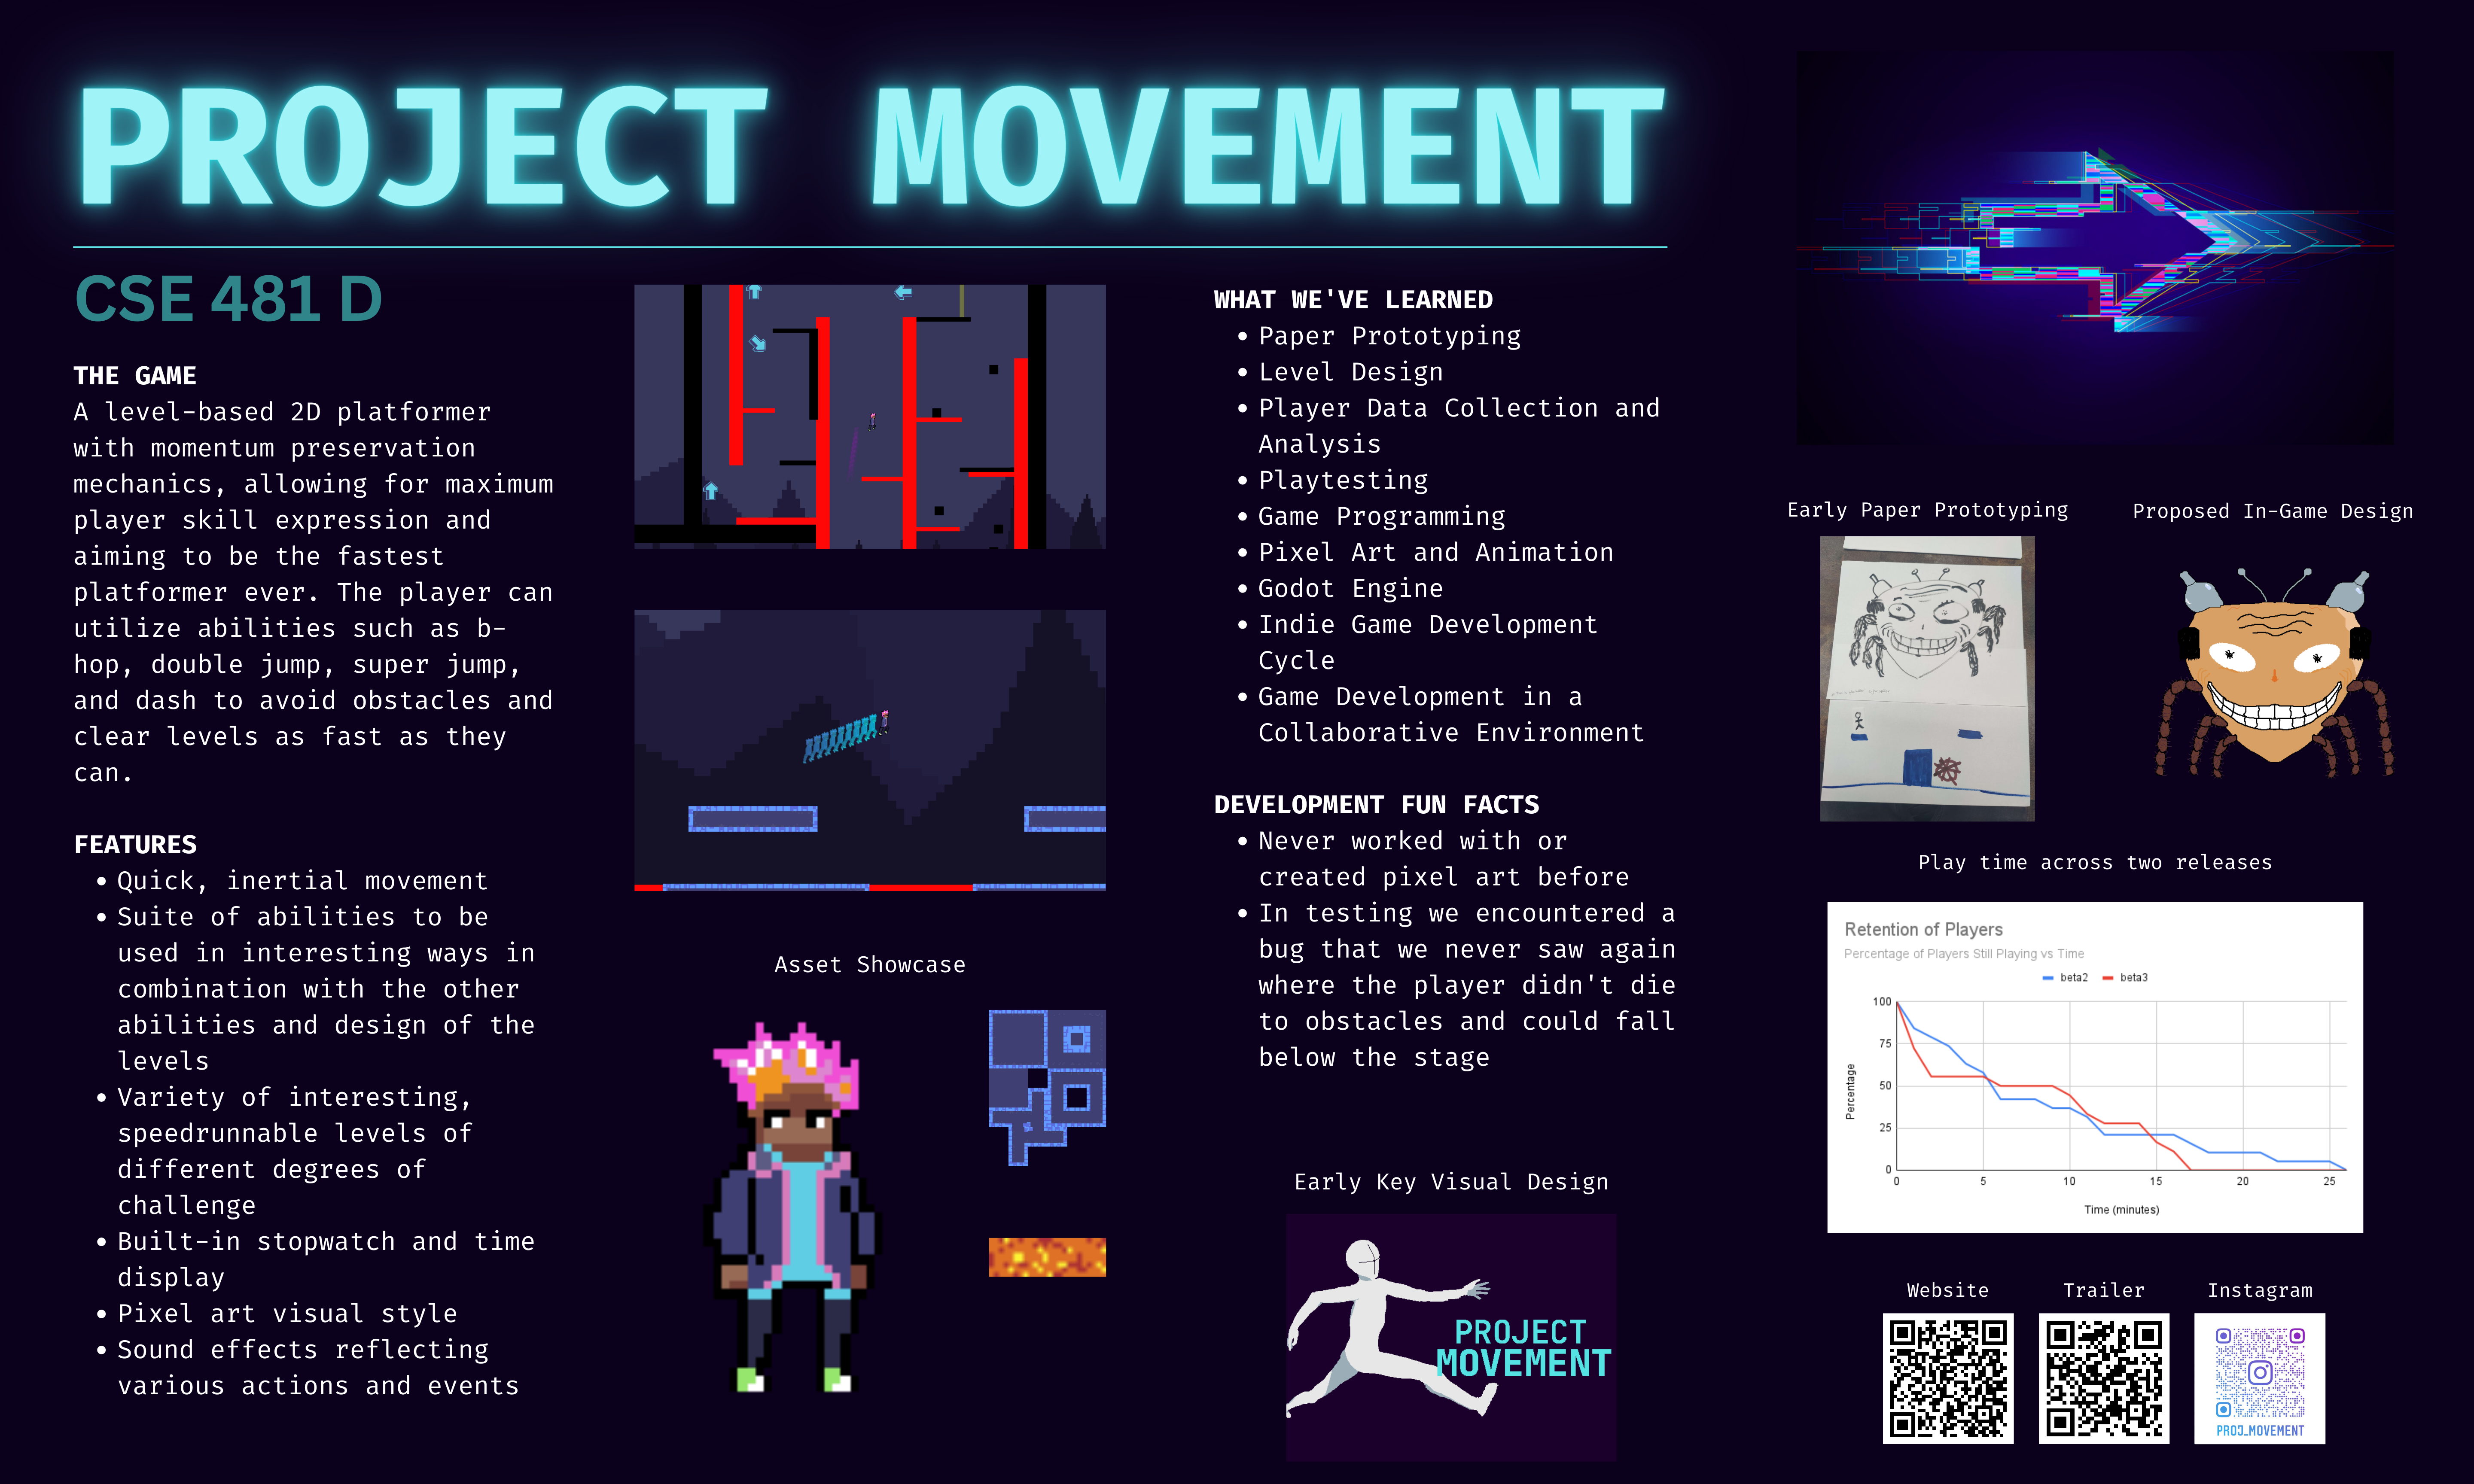 PROJECT MOVEMENT
CSE 481 D
THE GAME
A level-based 2D platformer
with momentum preservation
mechanics, allowing for maximum
player skill expression and
aiming to be the fastest
platformer ever. The player can
utilize abilities such as b-
hop, double jump, super jump,
and dash to avoid obstacles and
clear levels as fast as they
can.
FEATURES
• Quick, inertial movement
• Suite of abilities to be
used in interesting ways in
combination with the other
abilities and design of the
levels
• Variety of interesting,
speedrunnable levels of
different degrees of
challenge
• Built-in stopwatch and time
display
• Pixel art visual style
• Sound effects reflecting
various actions and events
Asset Showcase
WHAT WE'VE LEARNED
• Paper Prototyping
• Level Design
• Player Data Collection and
Analysis
• Playtesting
• Game Programming
• Pixel Art and Animation
• Godot Engine
• Indie Game Development
Cycle
• Game Development in a
Collaborative Environment
DEVELOPMENT FUN FACTS
• Never worked with or
created pixel art before
• In testing we encountered a
bug that we never saw again
where the player didn't die
to obstacles and could fall
below the stage
Early Key Visual Design
PROJECT
MOVEMENT
Early Paper Prototyping
Proposed In-Game Design
Play time across two releases
Retention of Players
Percentage of Players Still Playing vs Time
beta2 beta3
Percentage
100
75
50
25
0
0 5 10 15 20 25
Time (minutes)
Website
Trailer
Instagram
PROJ_MOVEMENT